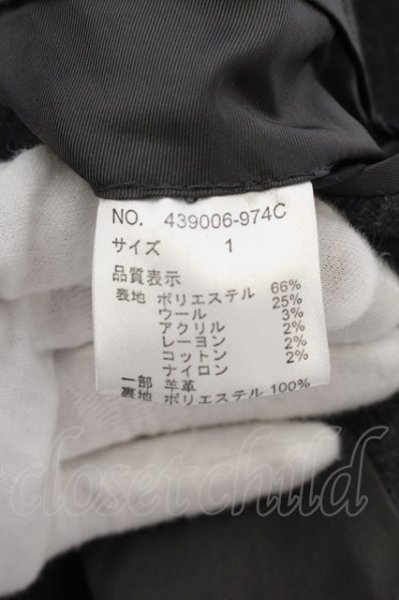 NO. 439006-974C
サイズ 1
品質表示
表地 ポリエステル 66%
ウール 25%
アクリル 3%
レーヨン 2%
コットン 2%
ナイロン 2%
一部 羊革
裏地 ポリエステル 100%
closet child